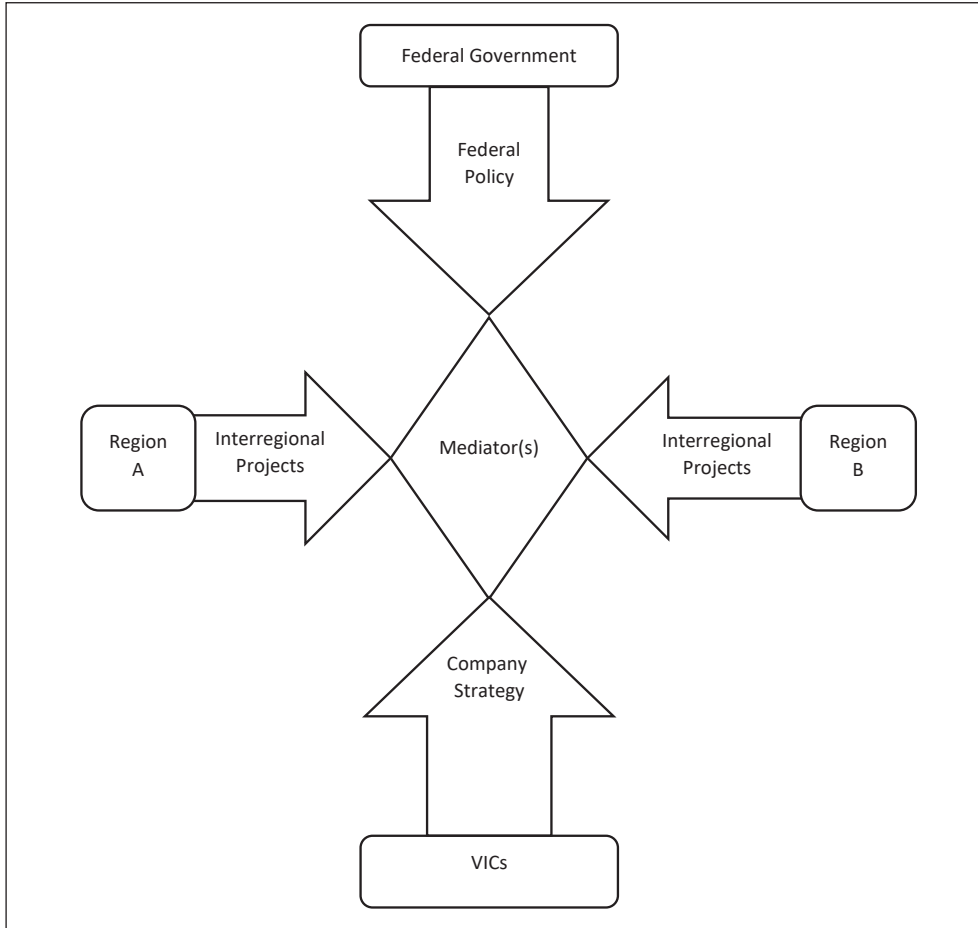 Federal Government
Federal
Policy
Region
A
Interregional
Projects
Mediator(s)
Interregional
Projects
Region
B
Company
Strategy
VICs